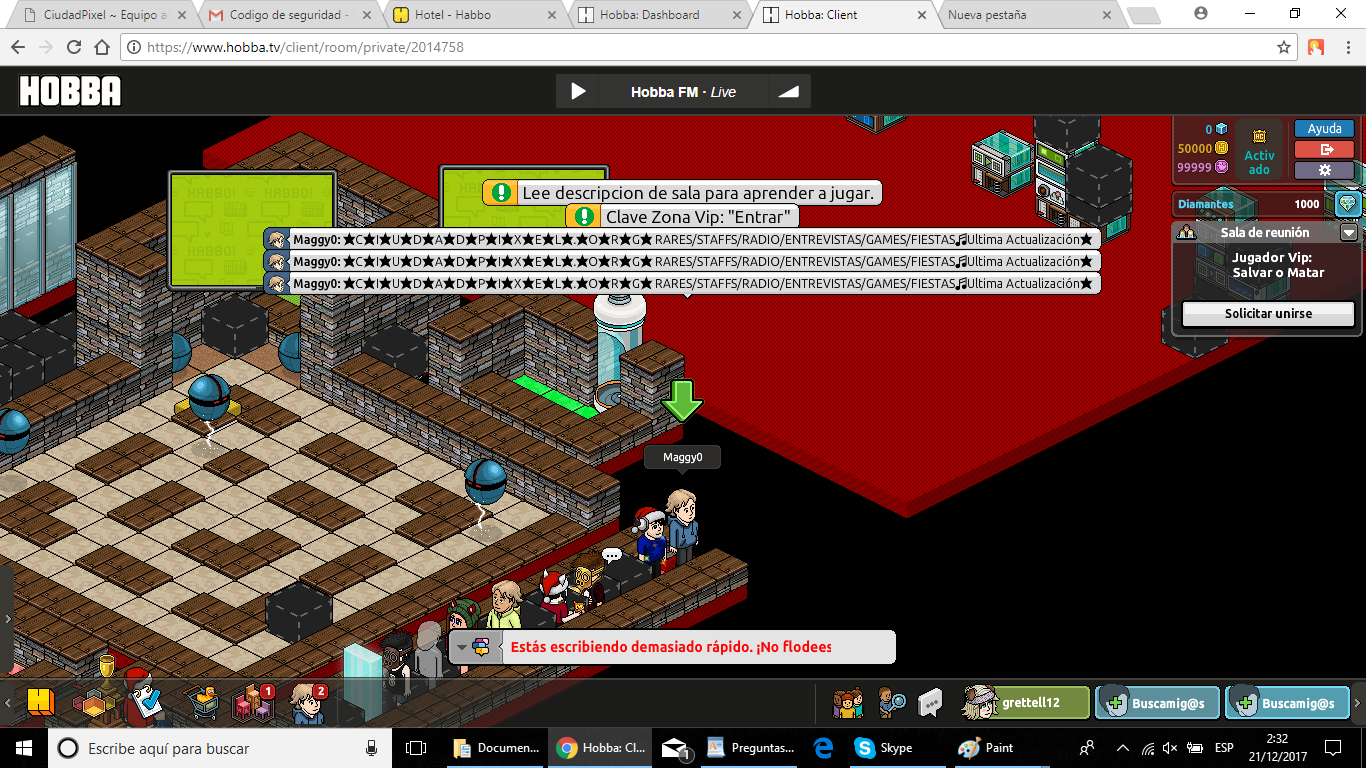 CiudadPixel ~ Equipo a
Codigo de seguridad -
Hotel - Habbo
Hobba: Dashboard
Hobba: Client
Nueva pestaña
https://www.hobba.tv/client/room/private/2014758
HOBBA
Hobba FM · Live
0
50000
99999
HC
Activ
ado
Ayuda
Diamantes 1000
Sala de reunión
Jugador Vip:
Salvar o Matar
Solicitar unirse
Lee descripcion de sala para aprender a jugar.
Clave Zona Vip: "Entrar"
Maggy0: ★C★I★U★D★A★D★P★I★X★E★L★.★O★R★G★ RARES/STAFFS/RADIO/ENTREVISTAS/GAMES/FIESTAS♫Ultima Actualización★
Maggy0: ★C★I★U★D★A★D★P★I★X★E★L★.★O★R★G★ RARES/STAFFS/RADIO/ENTREVISTAS/GAMES/FIESTAS♫Ultima Actualización★
Maggy0: ★C★I★U★D★A★D★P★I★X★E★L★.★O★R★G★ RARES/STAFFS/RADIO/ENTREVISTAS/GAMES/FIESTAS♫Ultima Actualización★
Maggy0
Estás escribiendo demasiado rápido. ¡No flodees
1
2
grettell12
Buscamig@s
Buscamig@s
Escribe aquí para buscar
Documen...
Hobba: Cl...
1
Preguntas...
Skype
Paint
ESP
2:32
21/12/2017